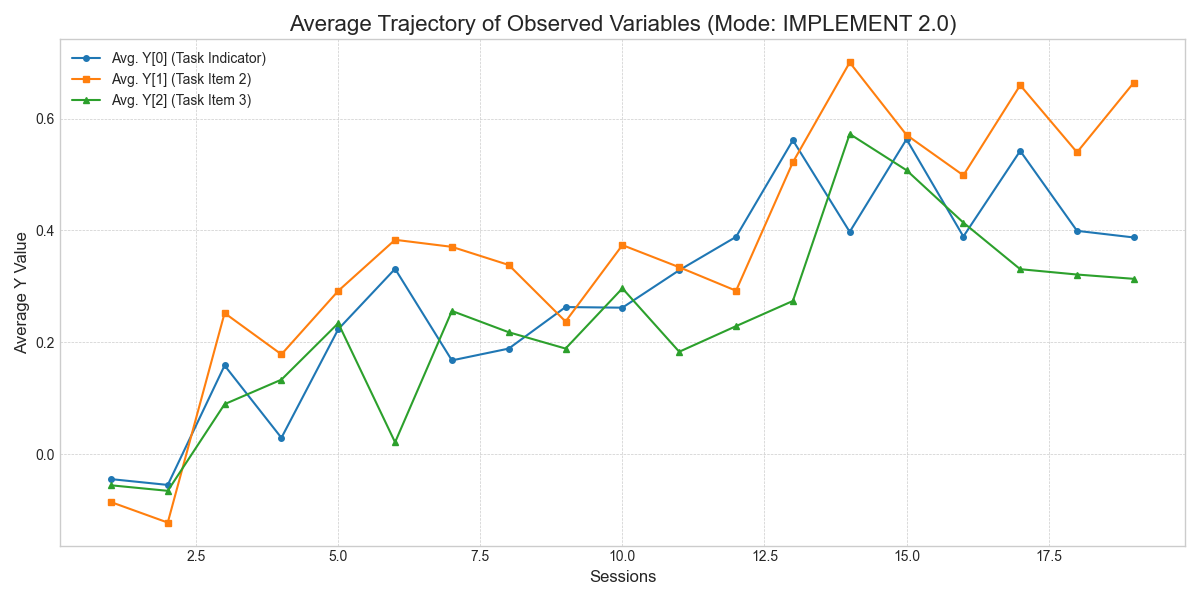 Average Trajectory of Observed Variables (Mode: IMPLEMENT 2.0)
Avg. Y[0] (Task Indicator)
Avg. Y[1] (Task Item 2)
Avg. Y[2] (Task Item 3)
Average Y Value
0.6
0.4
0.2
0.0
2.5 5.0 7.5 10.0 12.5 15.0 17.5
Sessions